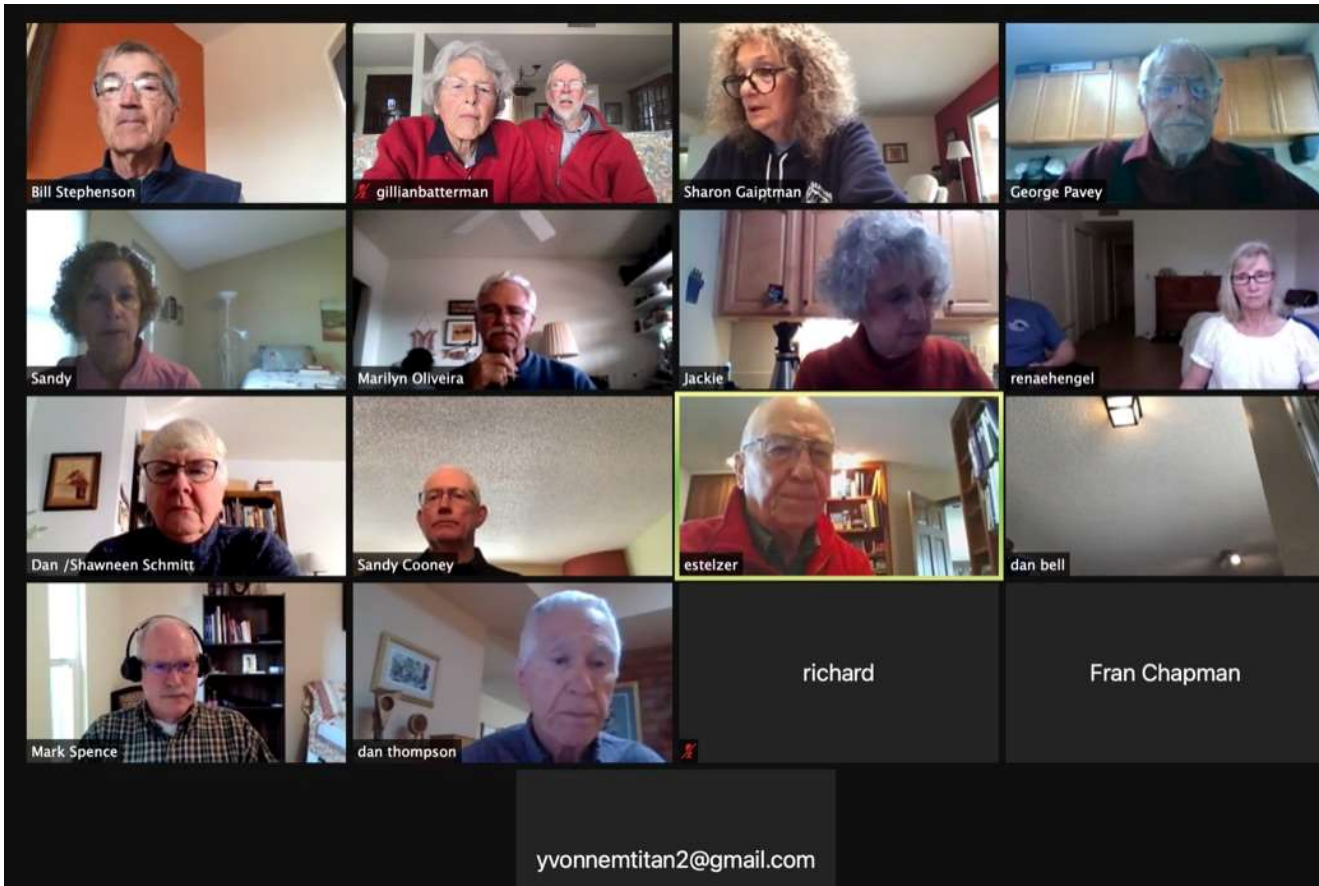 Bill Stephenson
gillianbatterman
Sharon Gaiptman
George Pavey
Sandy
Marilyn Oliveira
Jackie
renaehengel
Dan /Shawneen Schmitt
Sandy Cooney
estelzer
dan bell
Mark Spence
dan thompson
richard
Fran Chapman
yvonnemtitan2@gmail.com